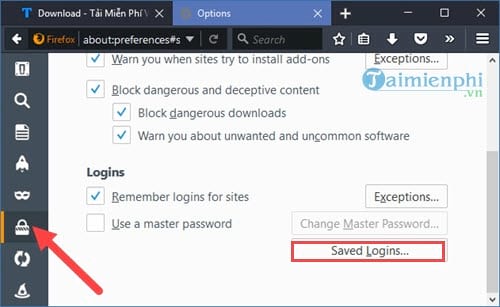 Download - Tải Miễn Phí V
Options
Firefox
about:preferences#s
Search
Warn you when sites try to install add-ons
Exceptions...
Block dangerous and deceptive content
Taimienphi
.vn
Block dangerous downloads
Warn you about unwanted and uncommon software
Logins
Remember logins for sites
Exceptions...
Use a master password
Change Master Password...
Saved Logins...